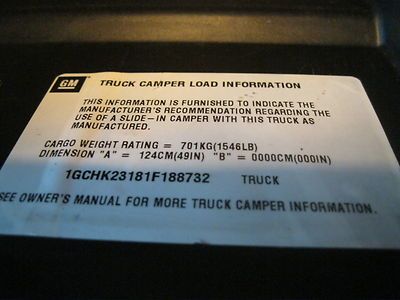 GM TRUCK CAMPER LOAD INFORMATION
THIS INFORMATION IS FURNISHED TO INDICATE THE
MANUFACTURER'S RECOMMENDATION REGARDING THE
USE OF A SLIDE-IN CAMPER WITH THIS TRUCK AS
MANUFACTURED.
CARGO WEIGHT RATING = 701KG(1546LB)
DIMENSION "A" = 124CM(49IN) "B" = 0000CM(000IN)
1GCHK23181F188732 TRUCK
SEE OWNER'S MANUAL FOR MORE TRUCK CAMPER INFORMATION.